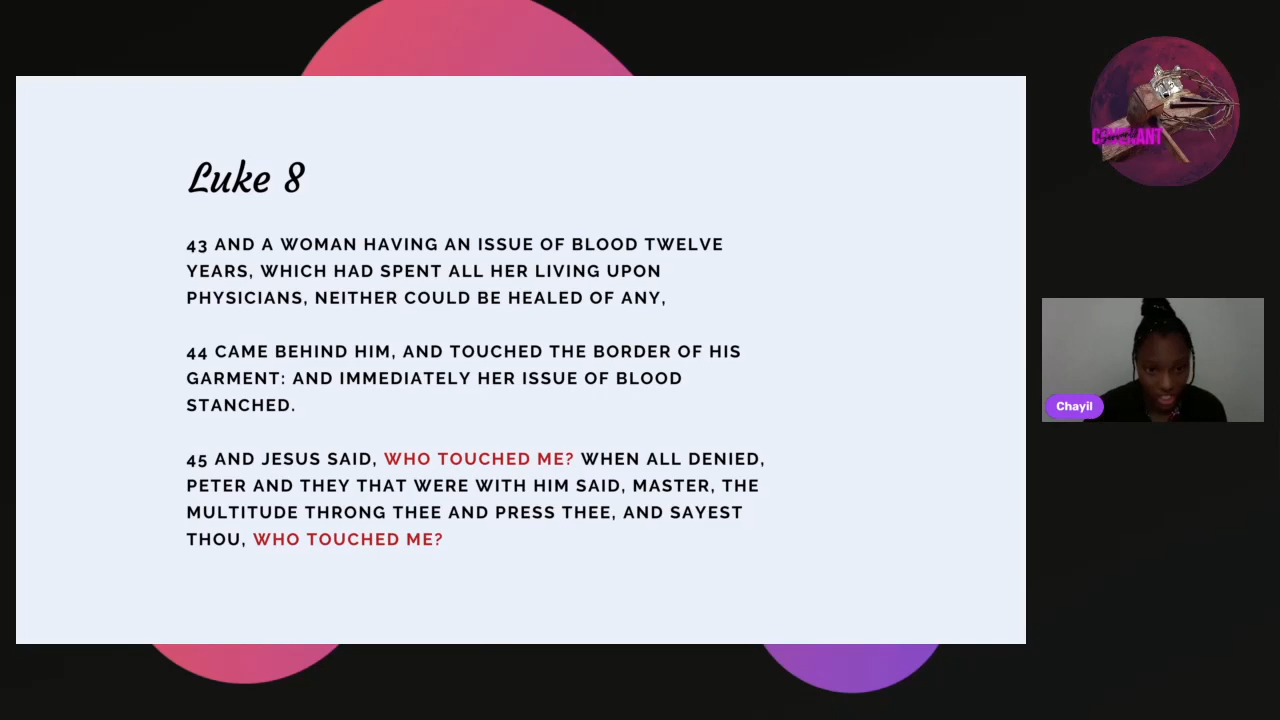 Luke 8
43 AND A WOMAN HAVING AN ISSUE OF BLOOD TWELVE
YEARS, WHICH HAD SPENT ALL HER LIVING UPON
PHYSICIANS, NEITHER COULD BE HEALED OF ANY,
44 CAME BEHIND HIM, AND TOUCHED THE BORDER OF HIS
GARMENT: AND IMMEDIATELY HER ISSUE OF BLOOD
STANCHED.
45 AND JESUS SAID, WHO TOUCHED ME? WHEN ALL DENIED,
PETER AND THEY THAT WERE WITH HIM SAID, MASTER, THE
MULTITUDE THRONG THEE AND PRESS THEE, AND SAYEST
THOU, WHO TOUCHED ME?
COVENANT
Chayil